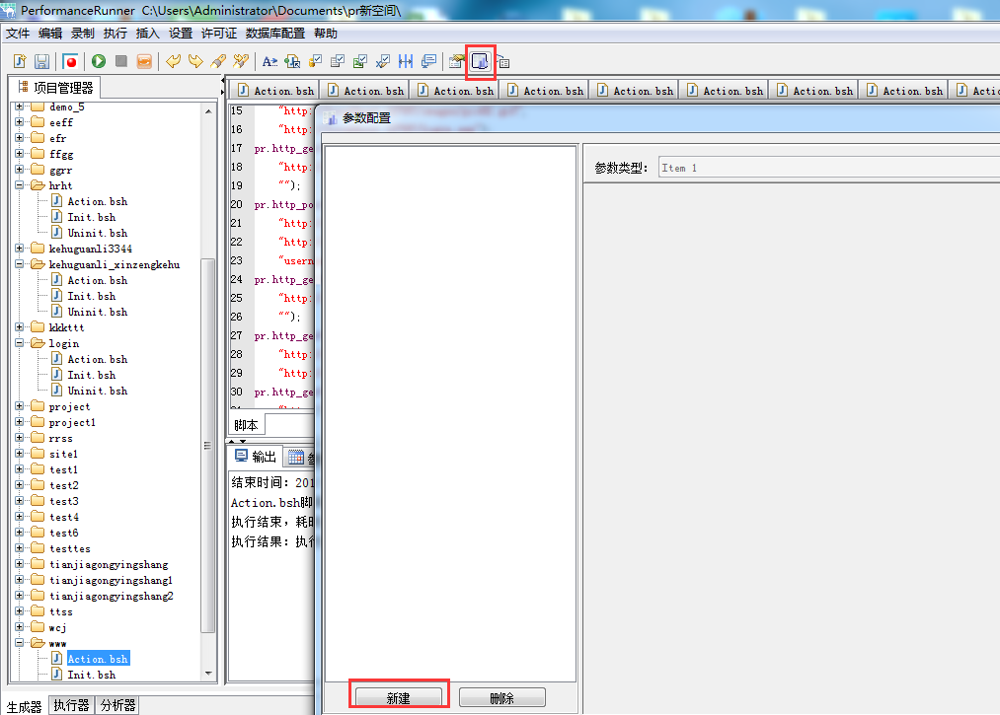 PerformanceRunner C:\Users\Administrator\Documents\pr新空间\
文件 编辑 录制 执行 插入 设置 许可证 数据库配置 帮助
项目管理器
demo_5
eeff
efr
ffgg
ggrr
hrht
Action.bsh
Init.bsh
Uninit.bsh
kehuguanli3344
kehuguanli_xinzengkehu
Action.bsh
Init.bsh
Uninit.bsh
kkkttt
login
Action.bsh
Init.bsh
Uninit.bsh
project
project1
rrss
site1
test1
test2
test3
test4
test6
testtes
tianjiagongyingshang
tianjiagongyingshang1
tianjiagongyingshang2
ttss
wcj
www
Action.bsh
Init.bsh
生成器 执行器 分析器
Action.bsh Action.bsh Action.bsh Action.bsh Action.bsh Action.bsh Action.bsh Action.bsh Actio
15 "http:
16 "http:
17 pr.http_ge
18 "http:
19 "");
20 pr.http_po
21 "http:
22 "http:
23 "usern
24 pr.http_ge
25 "http:
26 "");
27 pr.http_ge
28 "http:
29 "http:
30 pr.http_ge
脚本
输出
结束时间：201
Action.bsh脚
执行结束，耗时
执行结果：执行
参数配置
参数类型： Item 1
新建 删除